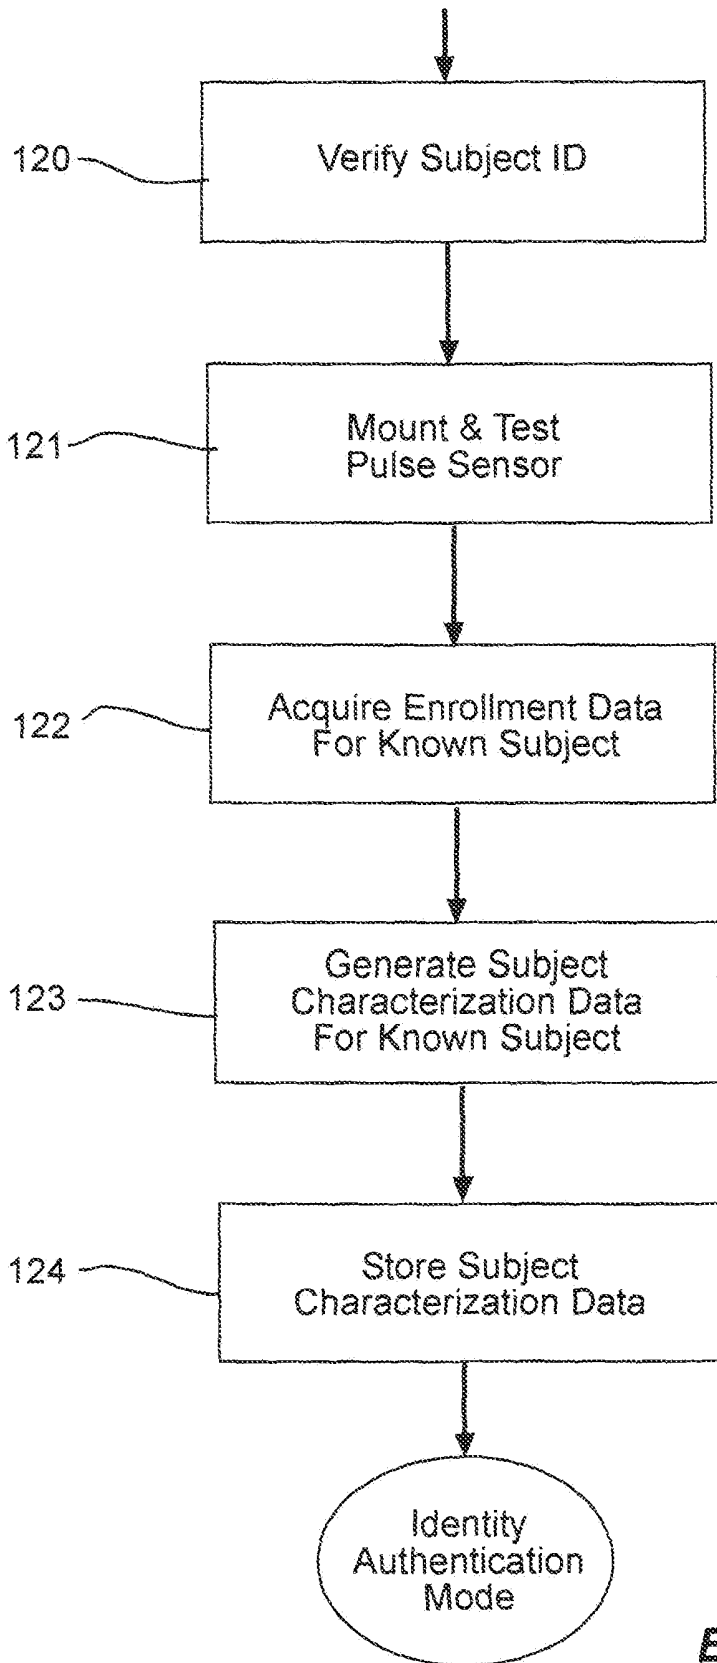 120
Verify Subject ID
121
Mount & Test
Pulse Sensor
122
Acquire Enrollment Data
For Known Subject
123
Generate Subject
Characterization Data
For Known Subject
124
Store Subject
Characterization Data
Identity
Authentication
Mode